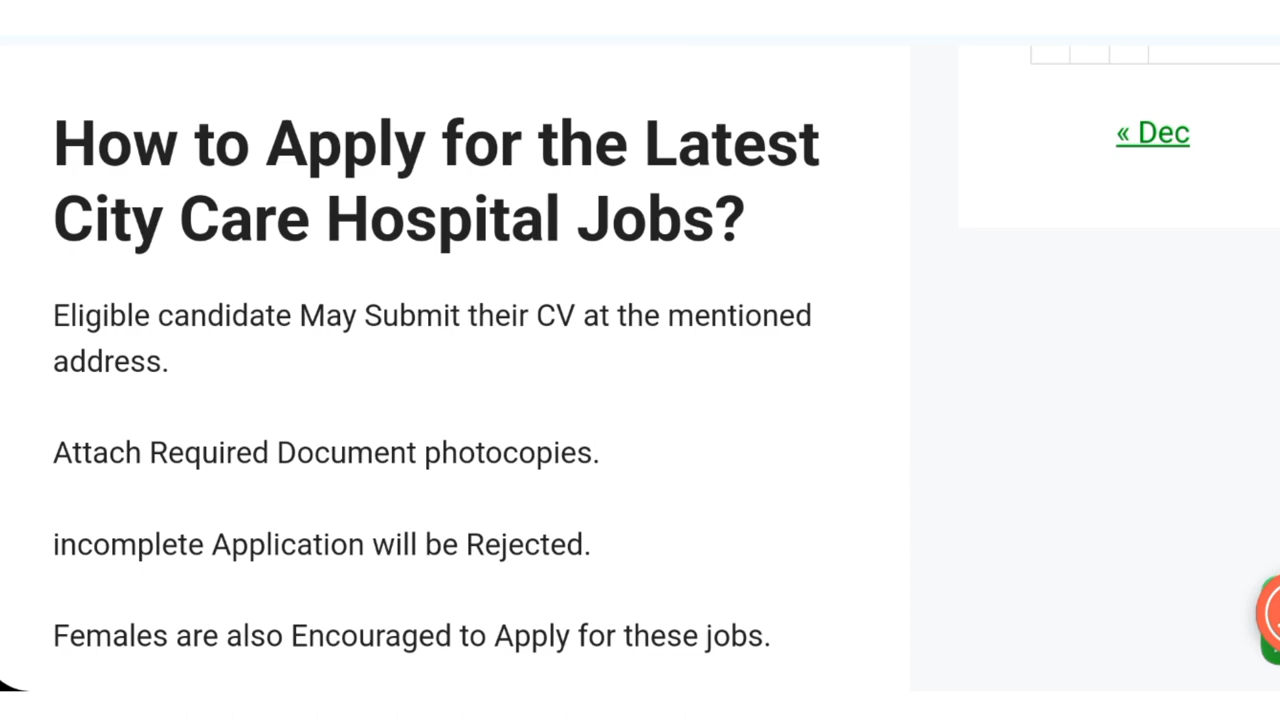 How to Apply for the Latest
City Care Hospital Jobs?
Eligible candidate May Submit their CV at the mentioned
address.
Attach Required Document photocopies.
incomplete Application will be Rejected.
Females are also Encouraged to Apply for these jobs.
« Dec